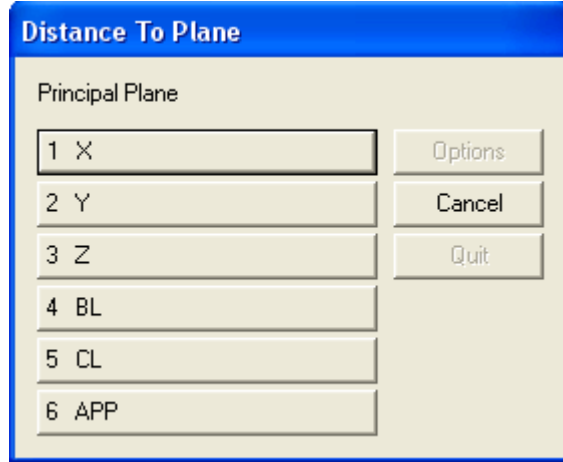 Distance To Plane
Principal Plane
1 X
Options
2 Y
Cancel
3 Z
Quit
4 BL
5 CL
6 APP